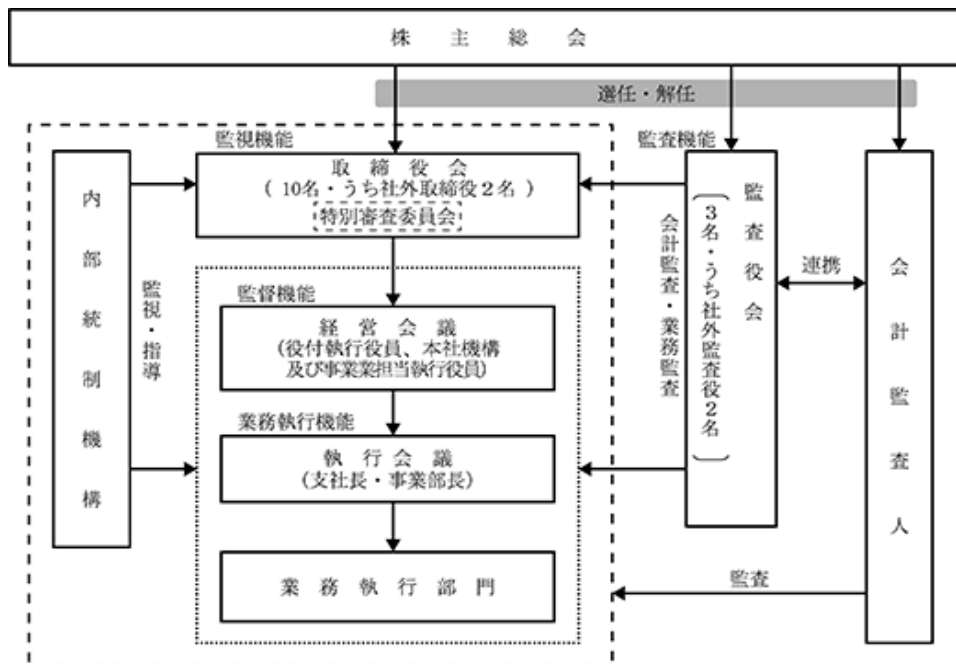 株主総会
選任・解任
監視機能
監査機能
取締役会
( 10名・うち社外取締役2名 )
特別審査委員会
内部統制機構
監視・指導
監督機能
経営会議
(役付執行役員、本社機構
及び事業業担当執行役員)
業務執行機能
執行会議
(支社長・事業部長)
業務執行部門
会計監査・業務監査
監査役会
(3名・うち社外監査役2名)
連携
会計監査人
監査